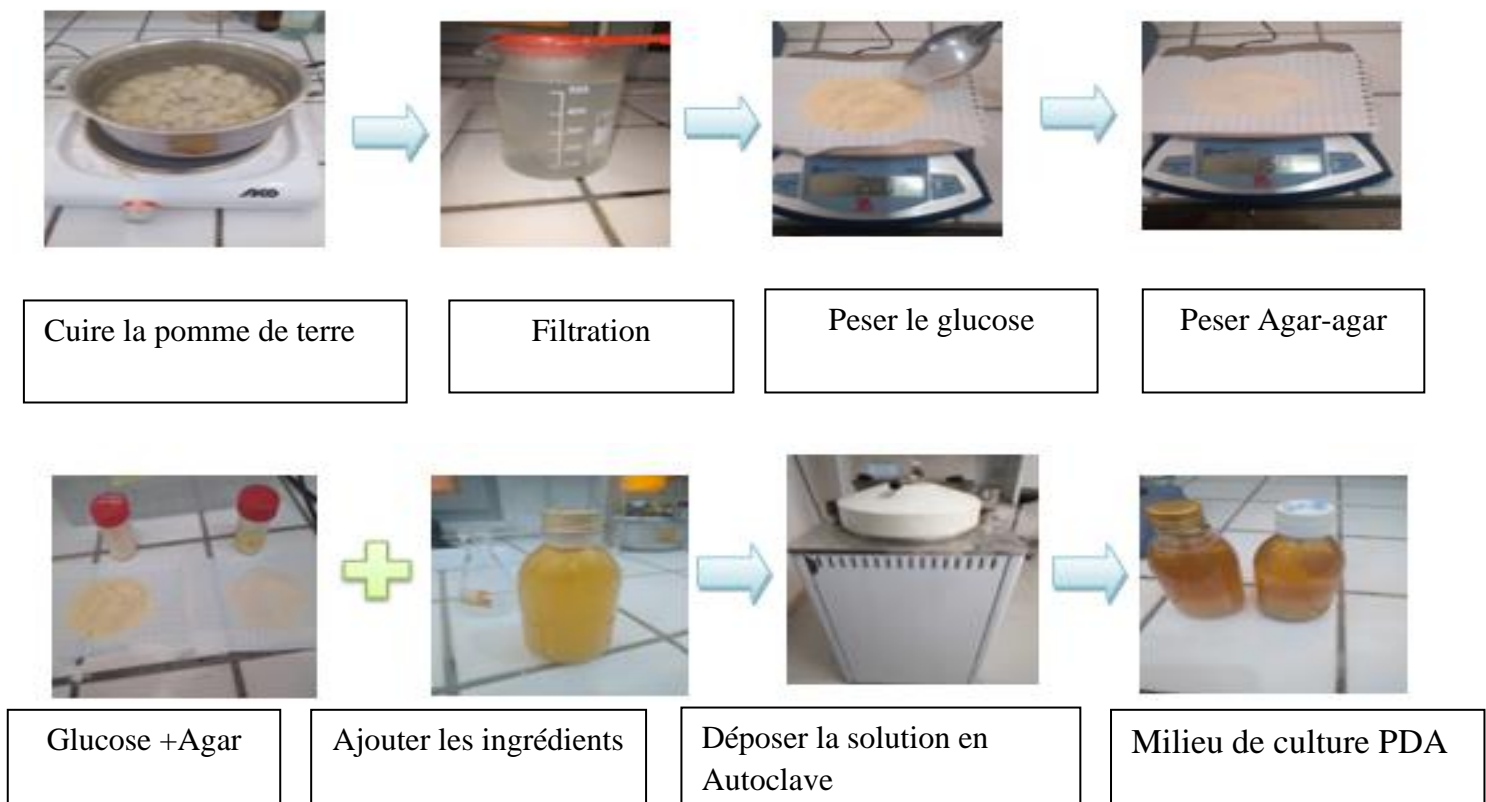 Cuire la pomme de terre
Filtration
Peser le glucose
Peser Agar-agar
Glucose +Agar
Ajouter les ingrédients
Déposer la solution en
Autoclave
Milieu de culture PDA